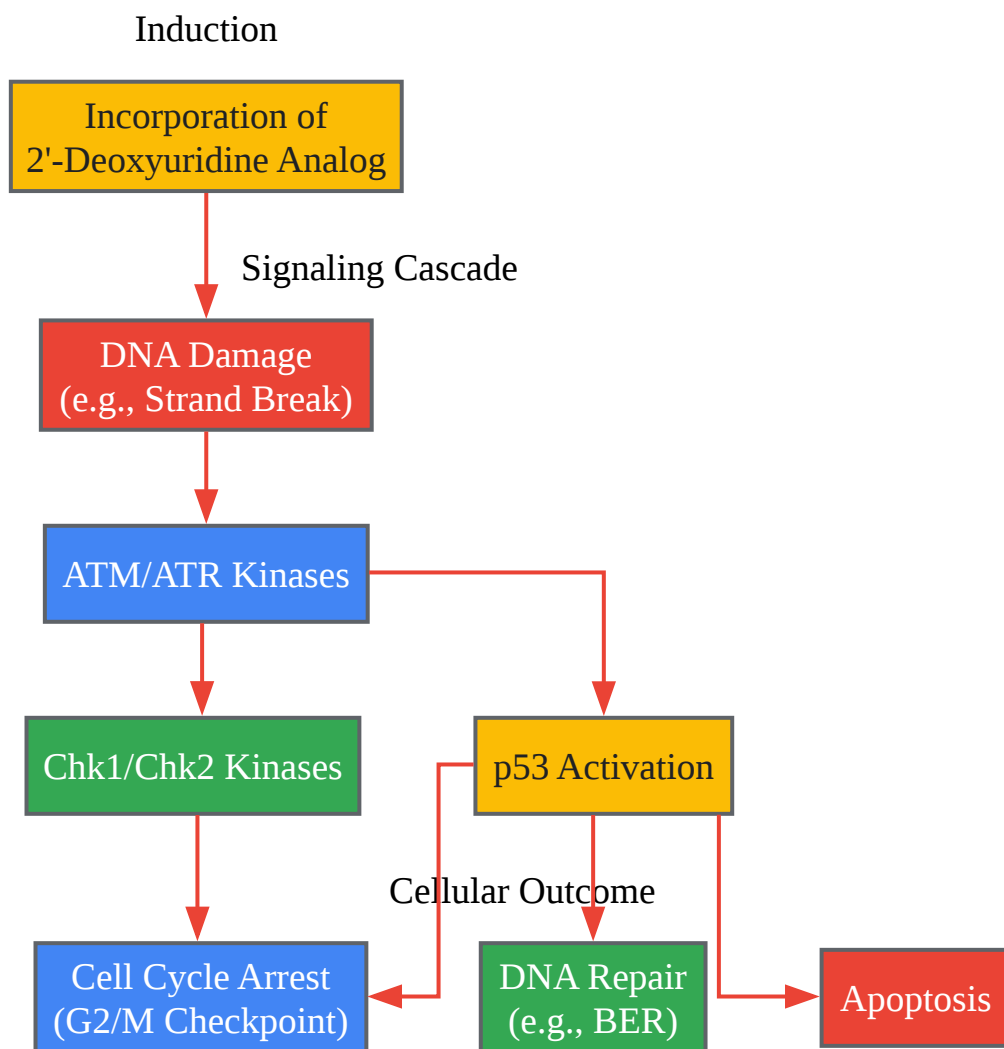 Induction
Incorporation of
2'-Deoxyuridine Analog
Signaling Cascade
DNA Damage
(e.g., Strand Break)
ATM/ATR Kinases
Chk1/Chk2 Kinases
p53 Activation
Cellular Outcome
Cell Cycle Arrest
(G2/M Checkpoint)
DNA Repair
(e.g., BER)
Apoptosis